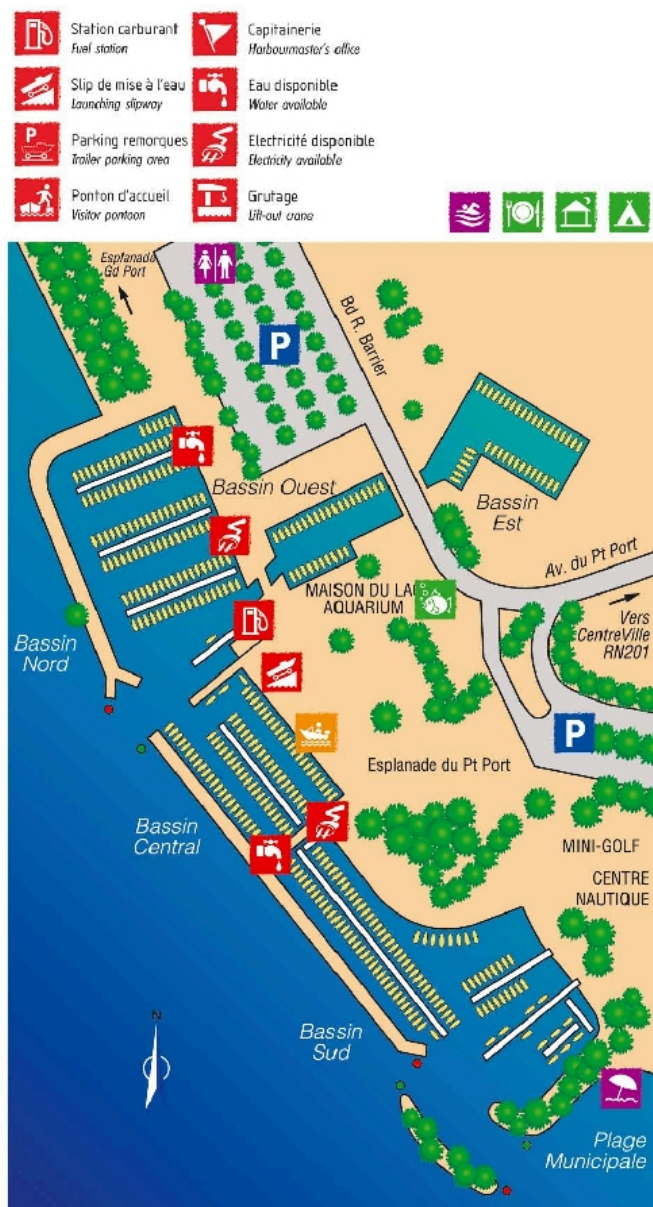 Station carburant
Fuel station
Capitainerie
Harbourmaster's office
Slip de mise à l'eau
Launching slipway
Eau disponible
Water available
P
Parking remorques
Trailer parking area
Electricité disponible
Electricity available
Ponton d'accueil
Visitor pontoon
Grutage
Lift-out crane
Esplanade
Gd Port
P
Bd R. Barrier
Bassin Ouest
Bassin
Est
Av. du Pt Port
MAISON DU LAC
AQUARIUM
Vers
CentreVille
RN201
Bassin
Nord
P
Esplanade du Pt Port
Bassin
Central
MINI-GOLF
CENTRE
NAUTIQUE
N
Bassin
Sud
Plage
Municipale